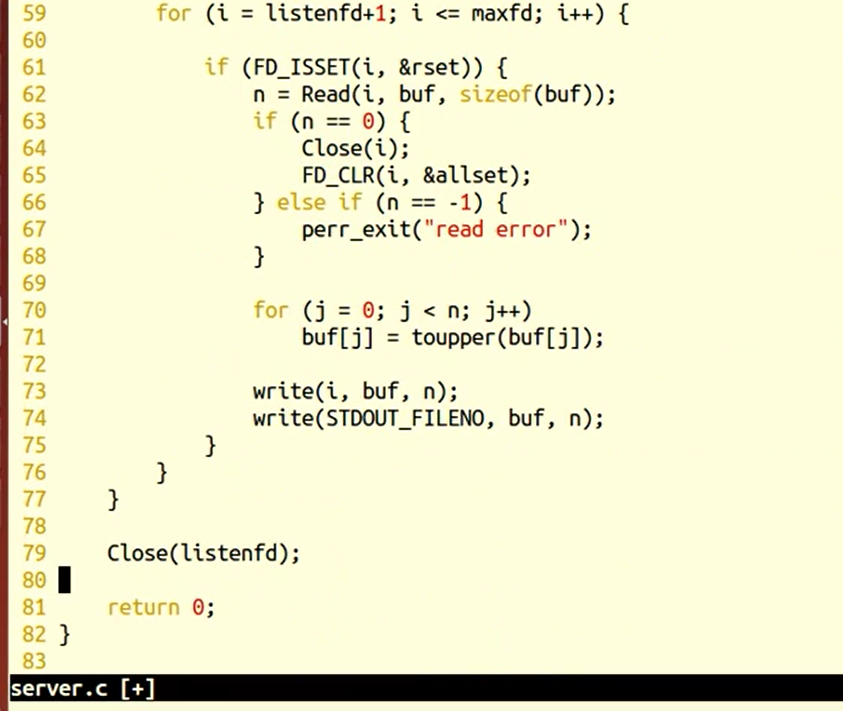 59         for (i = listenfd+1; i <= maxfd; i++) {
60
61             if (FD_ISSET(i, &rset)) {
62                 n = Read(i, buf, sizeof(buf));
63                 if (n == 0) {
64                     Close(i);
65                     FD_CLR(i, &allset);
66                 } else if (n == -1) {
67                     perr_exit("read error");
68                 }
69
70                 for (j = 0; j < n; j++)
71                     buf[j] = toupper(buf[j]);
72
73                 write(i, buf, n);
74                 write(STDOUT_FILENO, buf, n);
75             }
76         }
77     }
78
79     Close(listenfd);
80
81     return 0;
82 }
83
server.c [+]